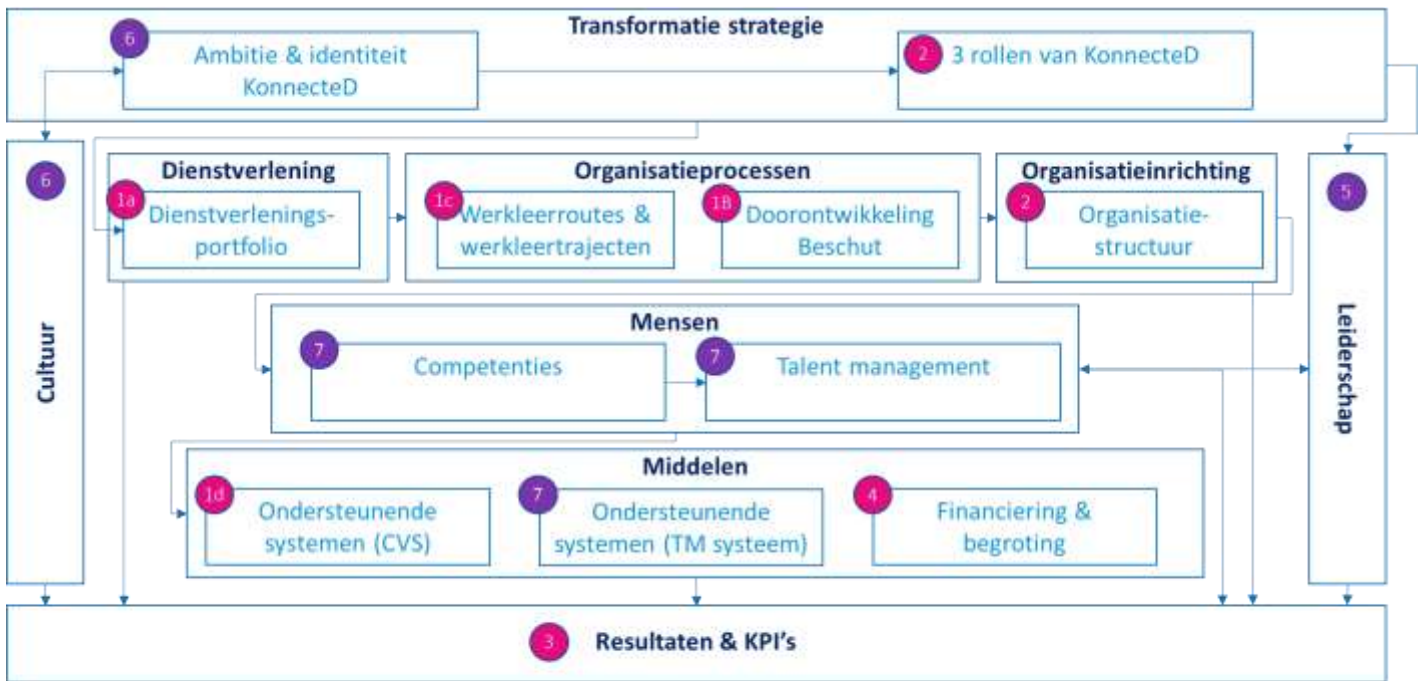 Transformatie strategie
6
Ambitie & identiteit
KonnecteD
2
3 rollen van KonnecteD
6
Cultuur
Dienstverlening
1a
Dienstverlenings-
portfolio
Organisatieprocessen
1c
Werkleerroutes &
werkleertrajecten
1B
Doorontwikkeling
Beschut
Organisatieinrichting
2
Organisatie-
structuur
5
Leiderschap
Mensen
7
Competenties
7
Talent management
Middelen
1d
Ondersteunende
systemen (CVS)
7
Ondersteunende
systemen (TM systeem)
4
Financiering &
begroting
3
Resultaten & KPI's